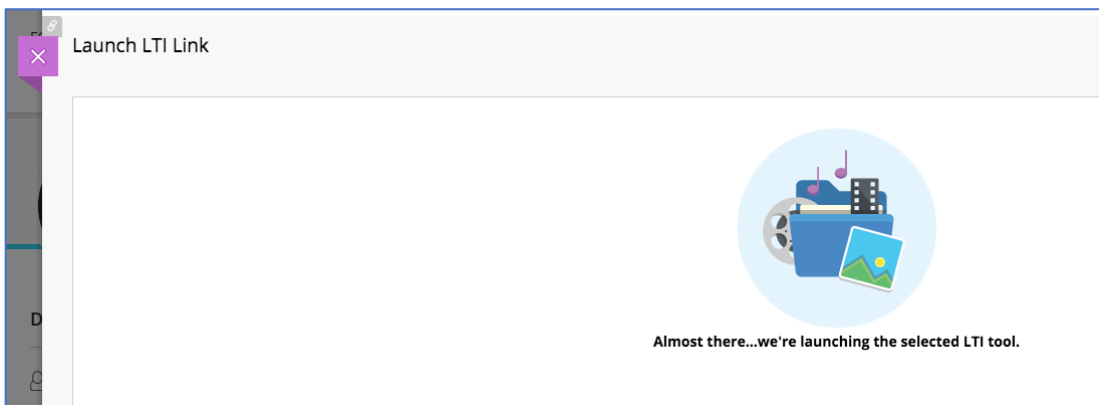 Launch LTI Link
Almost there...we're launching the selected LTI tool.
D